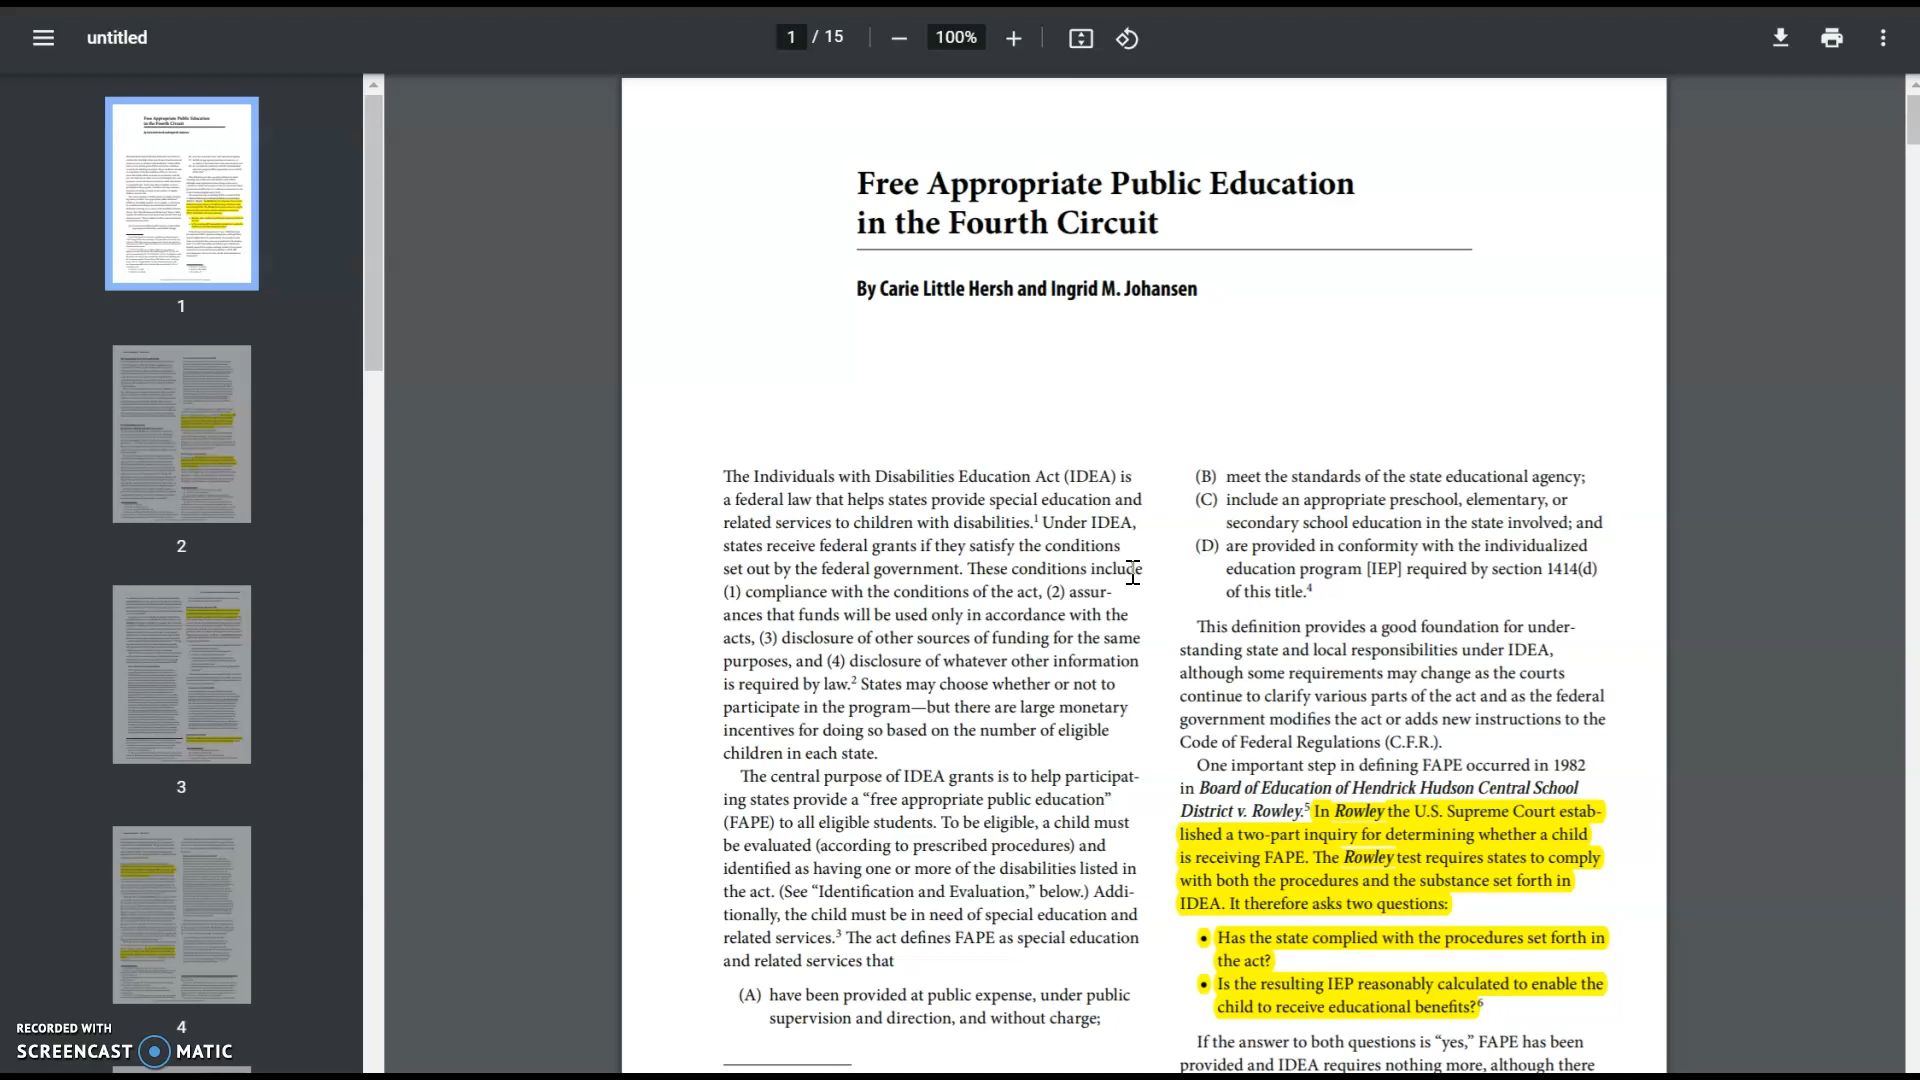 untitled
1 / 15
100%
1
2
3
4
RECORDED WITH
SCREENCAST MATIC
Free Appropriate Public Education
in the Fourth Circuit
By Carie Little Hersh and Ingrid M. Johansen
The Individuals with Disabilities Education Act (IDEA) is
a federal law that helps states provide special education and
related services to children with disabilities.1 Under IDEA,
states receive federal grants if they satisfy the conditions
set out by the federal government. These conditions include
(1) compliance with the conditions of the act, (2) assur-
ances that funds will be used only in accordance with the
acts, (3) disclosure of other sources of funding for the same
purposes, and (4) disclosure of whatever other information
is required by law.2 States may choose whether or not to
participate in the program—but there are large monetary
incentives for doing so based on the number of eligible
children in each state.
The central purpose of IDEA grants is to help participat-
ing states provide a “free appropriate public education”
(FAPE) to all eligible students. To be eligible, a child must
be evaluated (according to prescribed procedures) and
identified as having one or more of the disabilities listed in
the act. (See “Identification and Evaluation,” below.) Addi-
tionally, the child must be in need of special education and
related services.3 The act defines FAPE as special education
and related services that
(A) have been provided at public expense, under public
supervision and direction, and without charge;
(B) meet the standards of the state educational agency;
(C) include an appropriate preschool, elementary, or
secondary school education in the state involved; and
(D) are provided in conformity with the individualized
education program [IEP] required by section 1414(d)
of this title.4
This definition provides a good foundation for under-
standing state and local responsibilities under IDEA,
although some requirements may change as the courts
continue to clarify various parts of the act and as the federal
government modifies the act or adds new instructions to the
Code of Federal Regulations (C.F.R.).
One important step in defining FAPE occurred in 1982
in Board of Education of Hendrick Hudson Central School
District v. Rowley.5 In Rowley the U.S. Supreme Court estab-
lished a two-part inquiry for determining whether a child
is receiving FAPE. The Rowley test requires states to comply
with both the procedures and the substance set forth in
IDEA. It therefore asks two questions:
• Has the state complied with the procedures set forth in
the act?
• Is the resulting IEP reasonably calculated to enable the
child to receive educational benefits?6
If the answer to both questions is “yes,” FAPE has been
provided and IDEA requires nothing more, although there